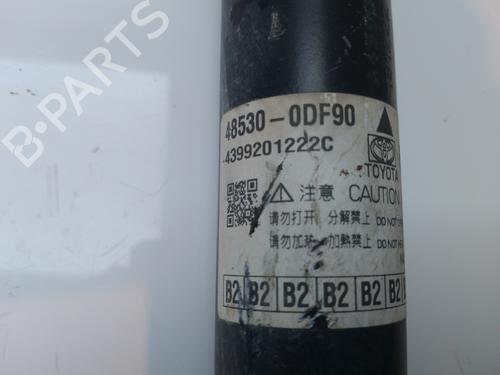 B-PARTS
48530-0DF90
4399201222C
TOYOTA
注意 CAUTION
请勿打开 分解禁止 DO NOT
请勿加热 加熱禁止 DO NOT
B2 B2 B2 B2 B2 B2